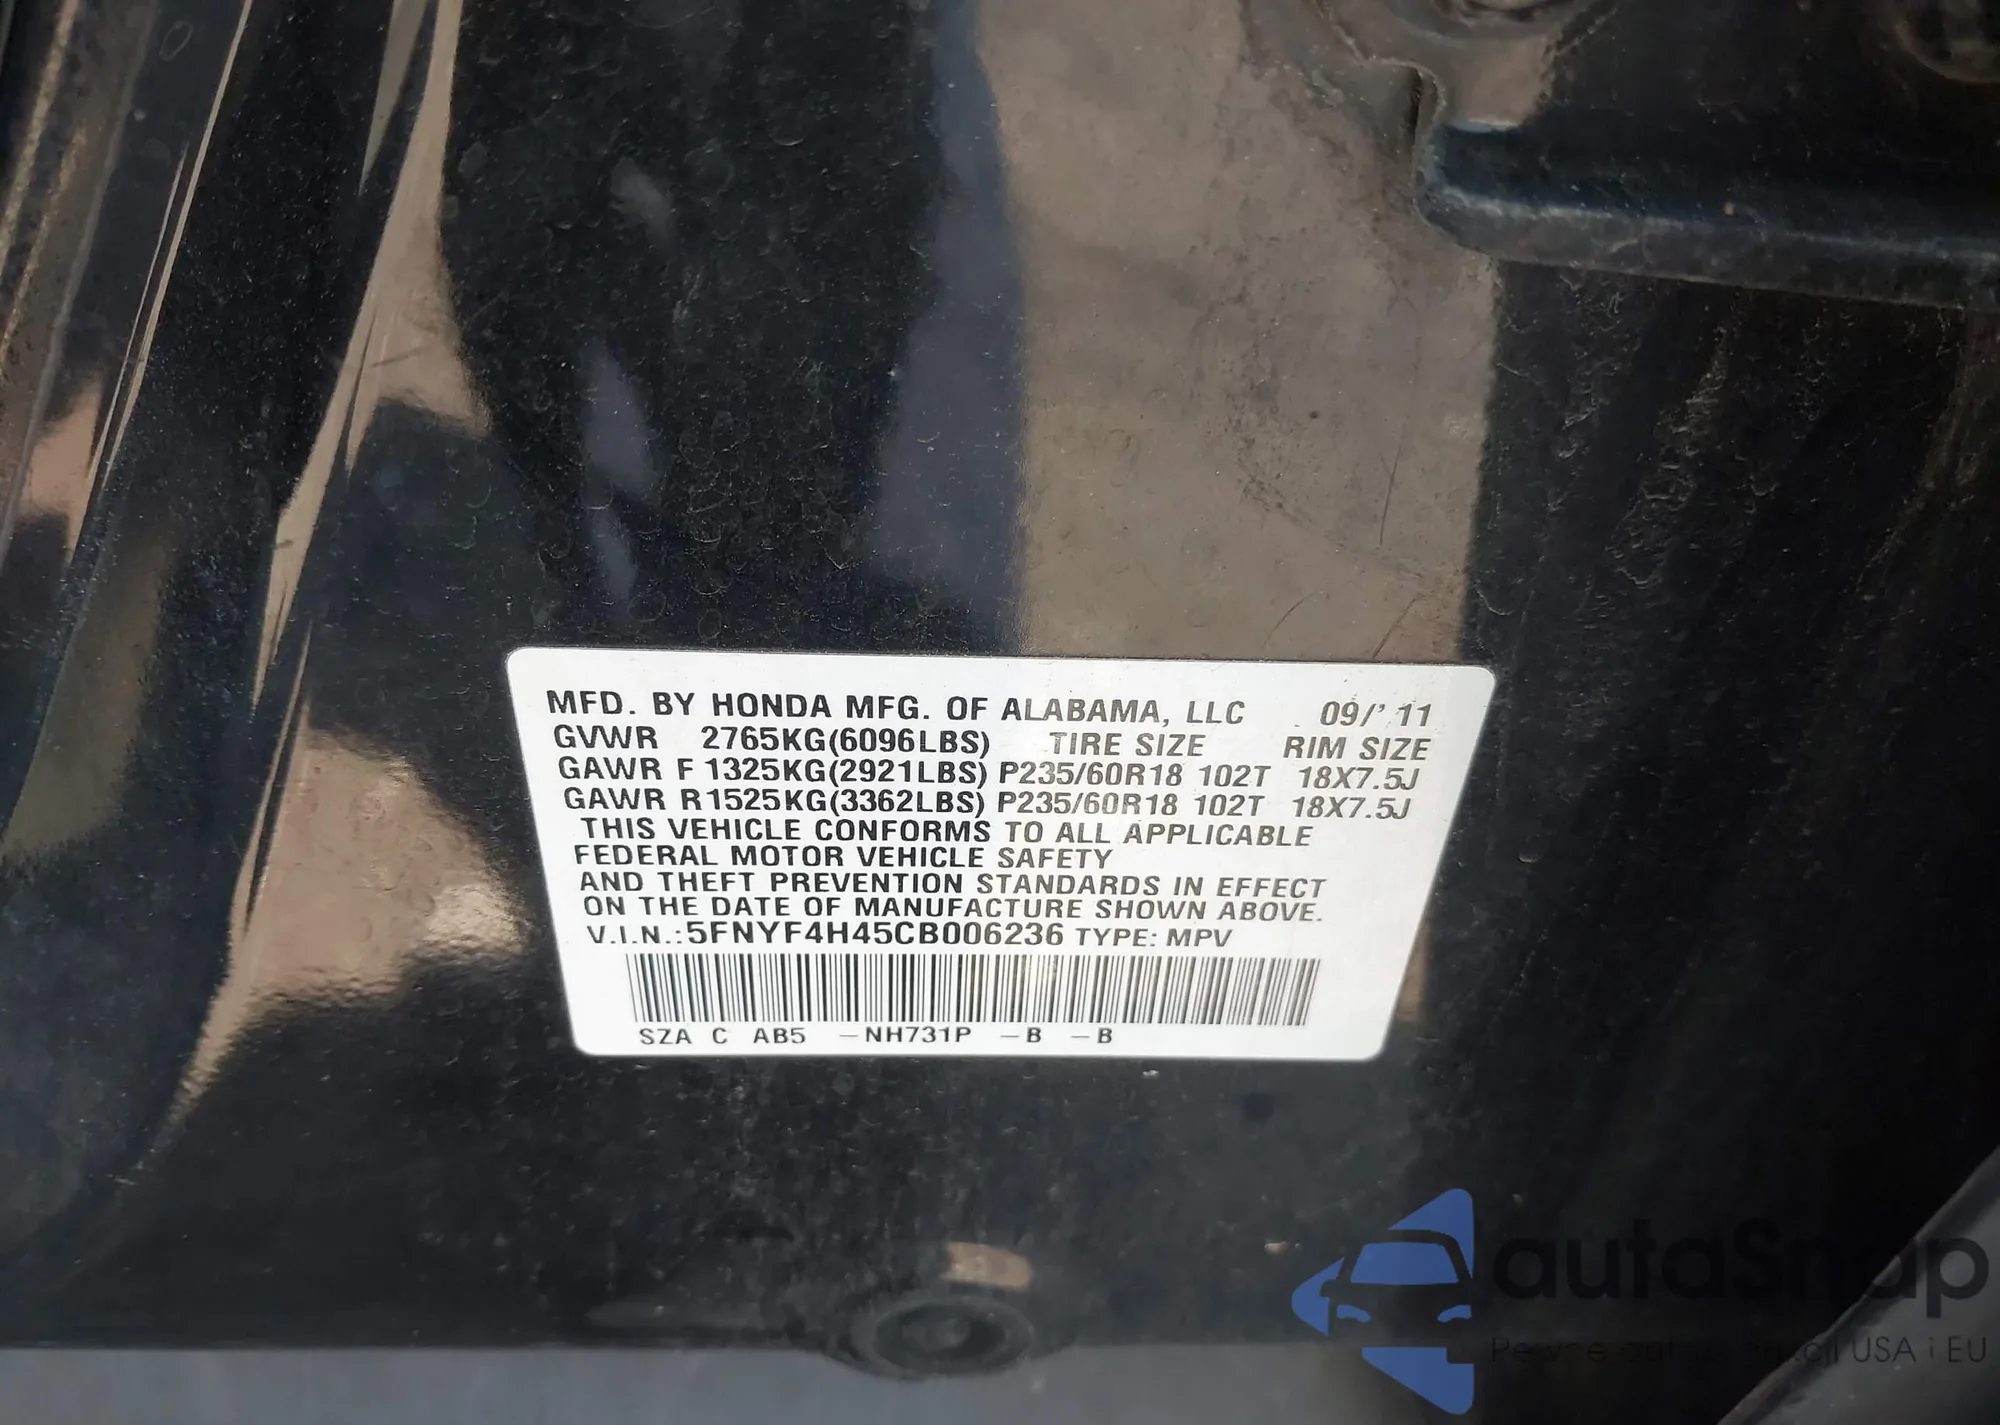 MFD. BY HONDA MFG. OF ALABAMA, LLC 09/'11
GVWR 2765KG(6096LBS) TIRE SIZE RIM SIZE
GAWR F 1325KG(2921LBS) P235/60R18 102T 18X7.5J
GAWR R1525KG(3362LBS) P235/60R18 102T 18X7.5J
THIS VEHICLE CONFORMS TO ALL APPLICABLE
FEDERAL MOTOR VEHICLE SAFETY
AND THEFT PREVENTION STANDARDS IN EFFECT
ON THE DATE OF MANUFACTURE SHOWN ABOVE.
V.I.N.:5FNYF4H45CB006236 TYPE: MPV
SZA C AB5 -NH731P -B -B
autoSnap
Pewne USA i EU